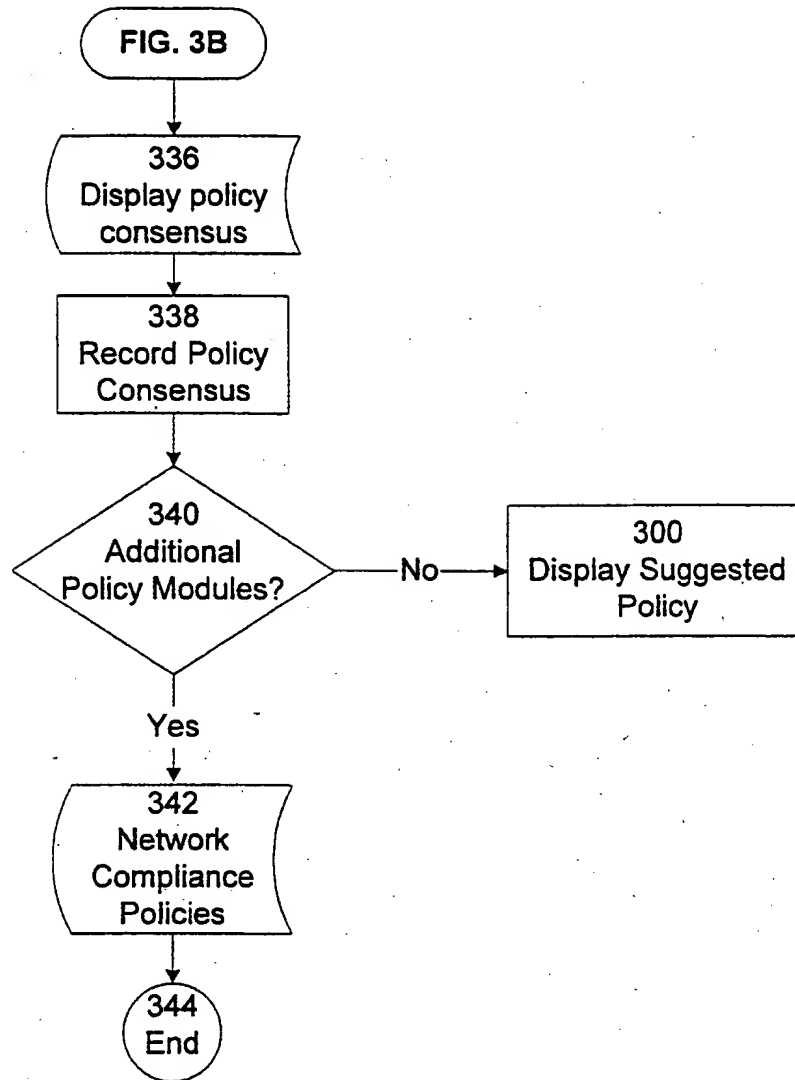 FIG. 3B
336
Display policy
consensus
338
Record Policy
Consensus
340
Additional
Policy Modules?
No
300
Display Suggested
Policy
Yes
342
Network
Compliance
Policies
344
End